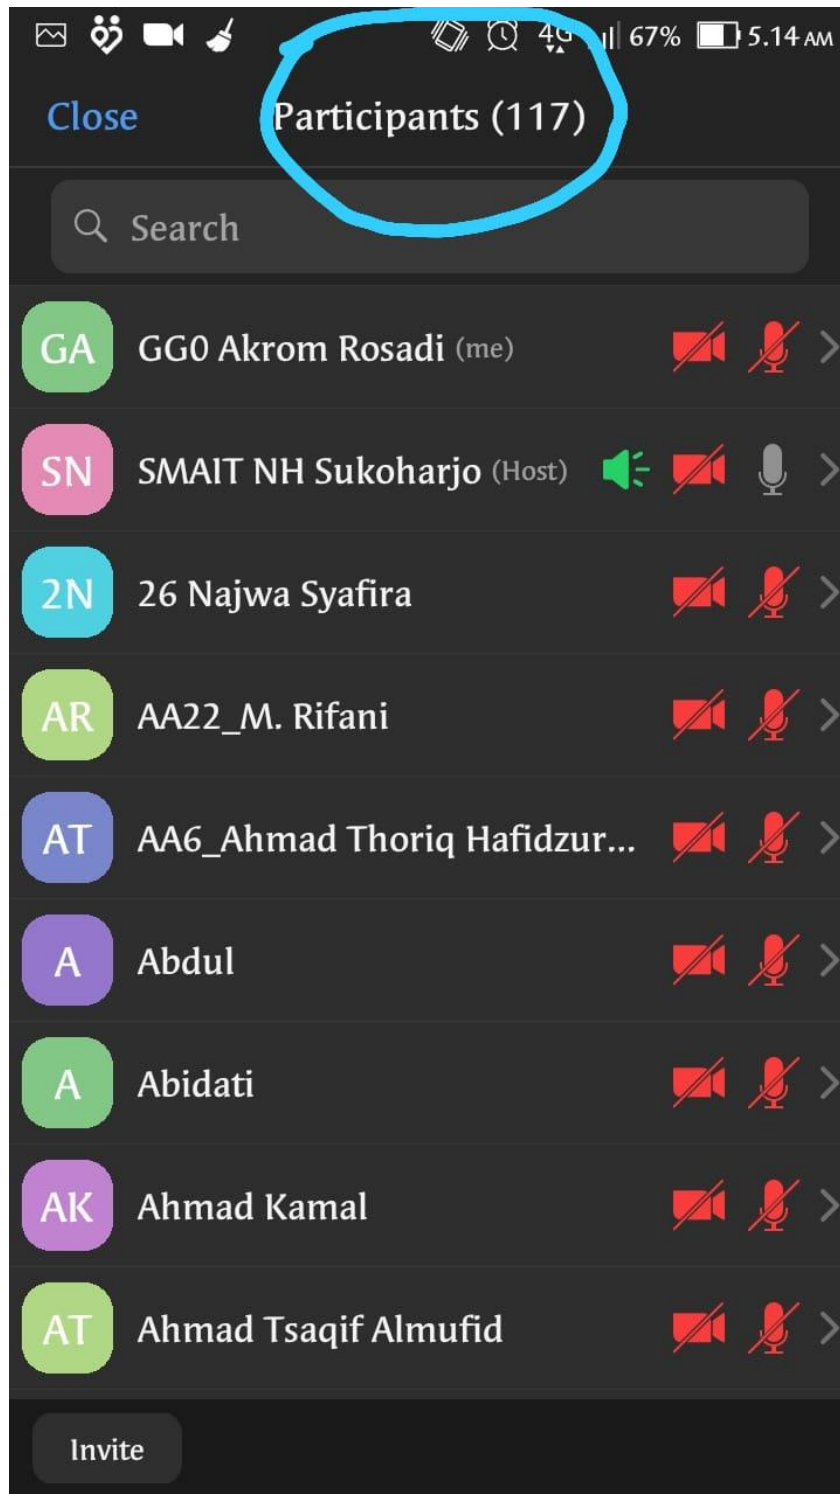 67% 5.14 AM
Close Participants (117)
Search
GA GG0 Akrom Rosadi (me)
SN SMAIT NH Sukoharjo (Host)
2N 26 Najwa Syafira
AR AA22_M. Rifani
AT AA6_Ahmad Thoriq Hafidzur...
A Abdul
A Abidati
AK Ahmad Kamal
AT Ahmad Tsaqif Almufid
Invite